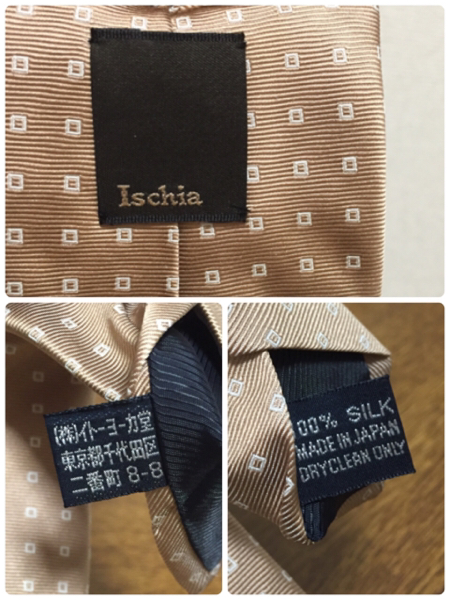 Ischia
(株)イトーヨーカ堂
東京都千代田区
二番町 8-8
00% SILK
MADE IN JAPAN
DRYCLEAN ONLY